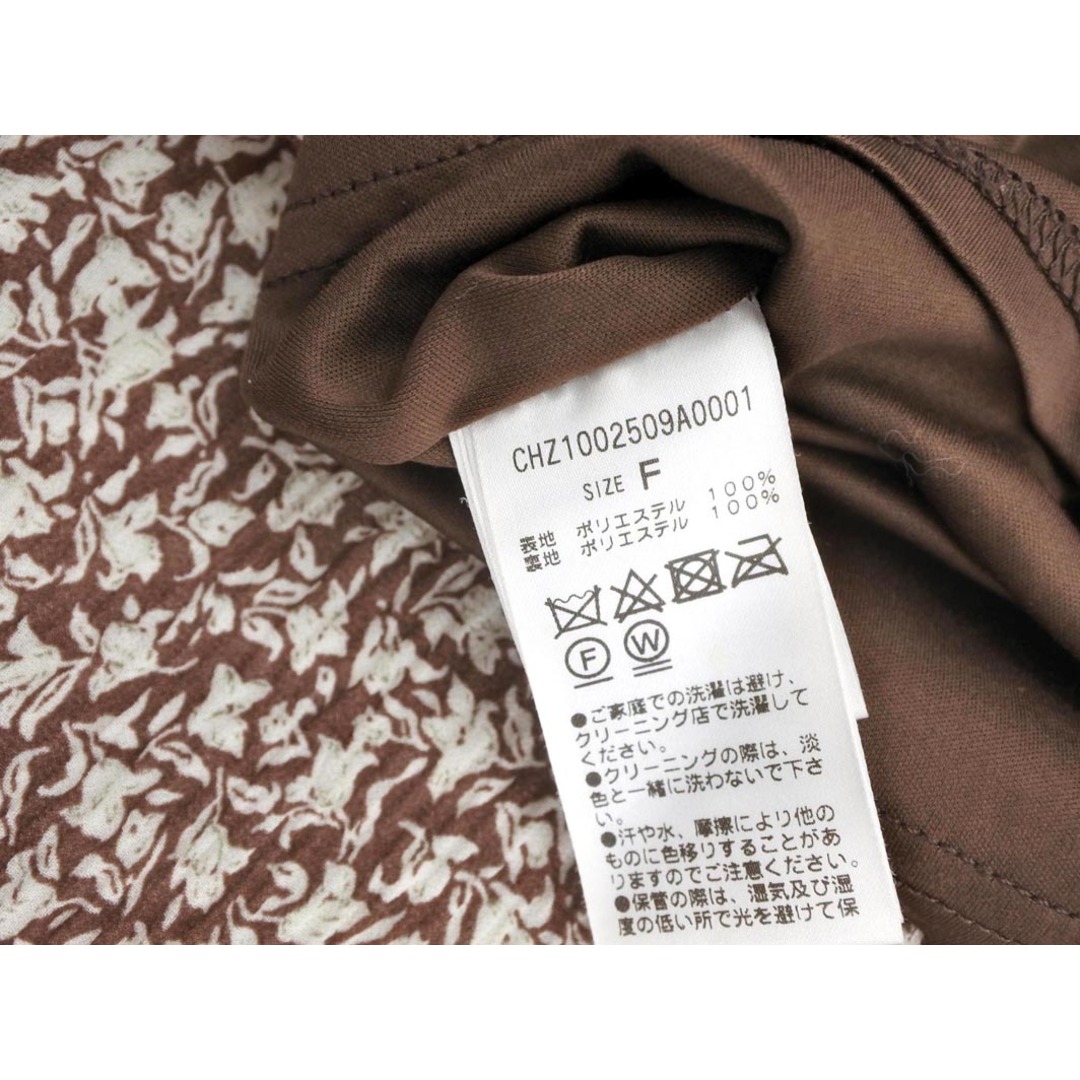 CHZ1002509A0001
SIZE F
表地 ポリエステル 100%
裏地 ポリエステル 100%
F W
●ご家庭での洗濯は避け、
クリーニング店で洗濯して
ください。
●クリーニングの際は、淡
色と一緒に洗わないで下さ
い。
●汗や水、摩擦により他の
ものに色移りすることがあ
りますのでご注意ください。
●保管の際は、湿気及び湿
度の低い所で光を避けて保